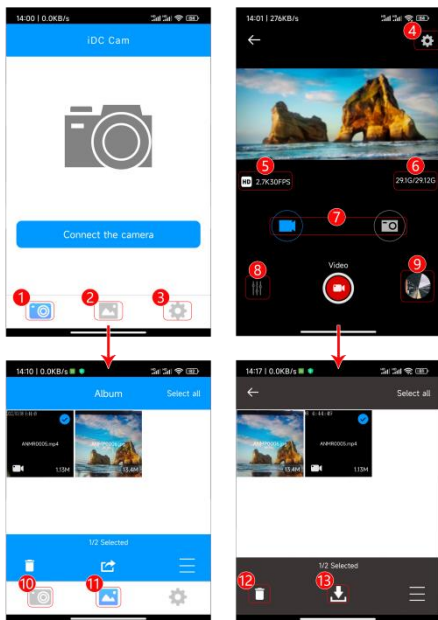 14:00 | 0.0KB/s
iDC Cam
Connect the camera
1
2
3
14:01 | 276KB/s
4
5
6
HD 2.7K30FPS
29.1G/29.12G
7
8
Video
9
14:10 | 0.0KB/s
Album
Select all
ANMR0005.mp4
1.13M
13.4M
1/2 Selected
10
11
14:17 | 0.0KB/s
Select all
13.4M
ANMR0005.mp4
1.13M
1/2 Selected
12
13